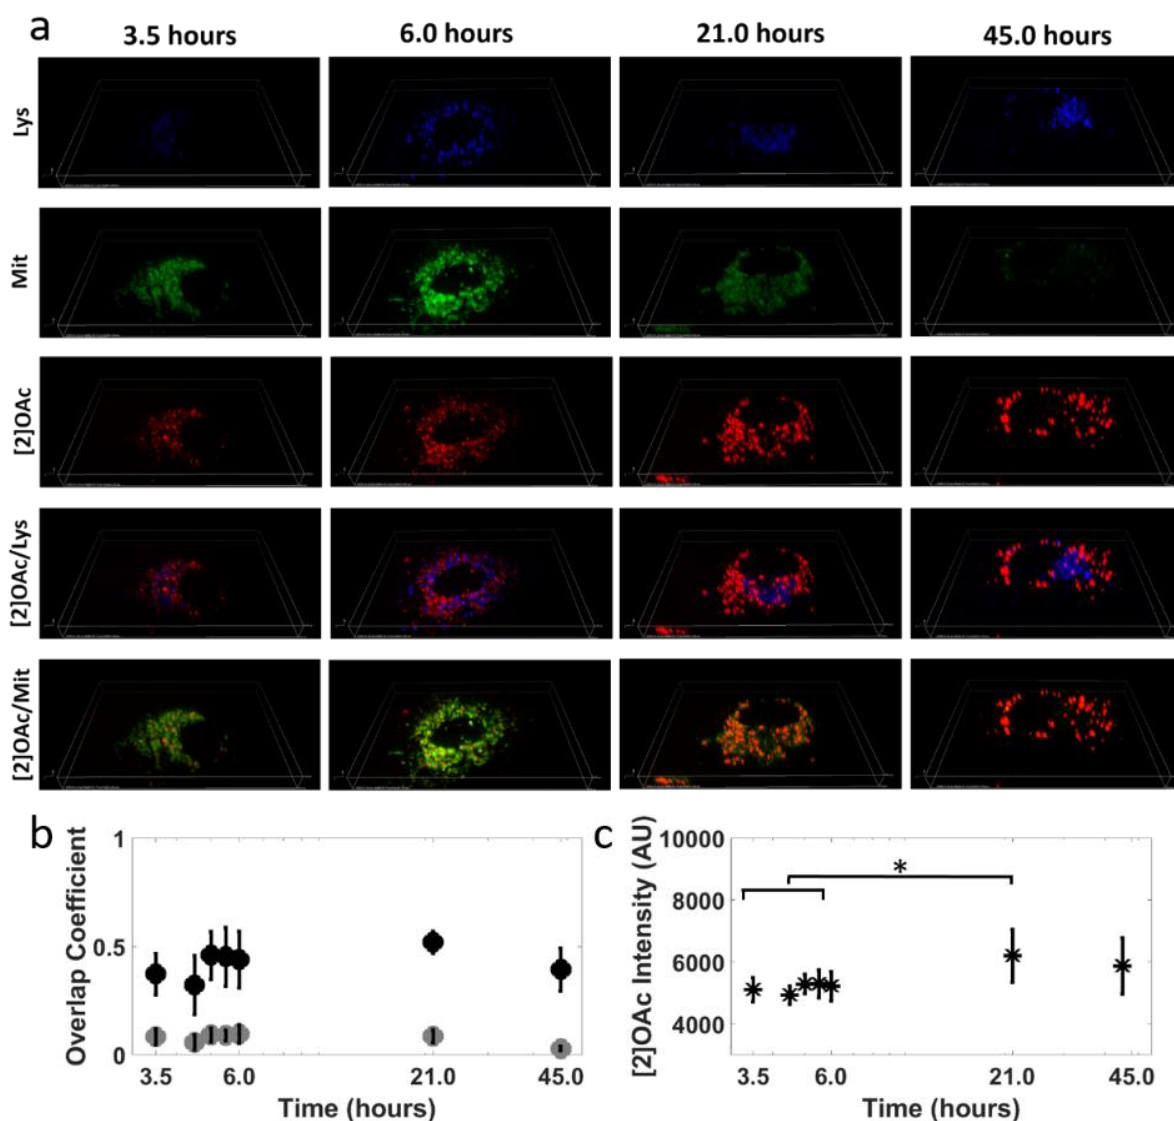 a
3.5 hours 6.0 hours 21.0 hours 45.0 hours
Lys
Mit
[2]OAc
[2]OAc/Lys
[2]OAc/Mit
b
Overlap Coefficient
1
0.5
0
3.5 6.0 21.0 45.0
Time (hours)
c
[2]OAc Intensity (AU)
10000
8000
6000
4000
*
3.5 6.0 21.0 45.0
Time (hours)